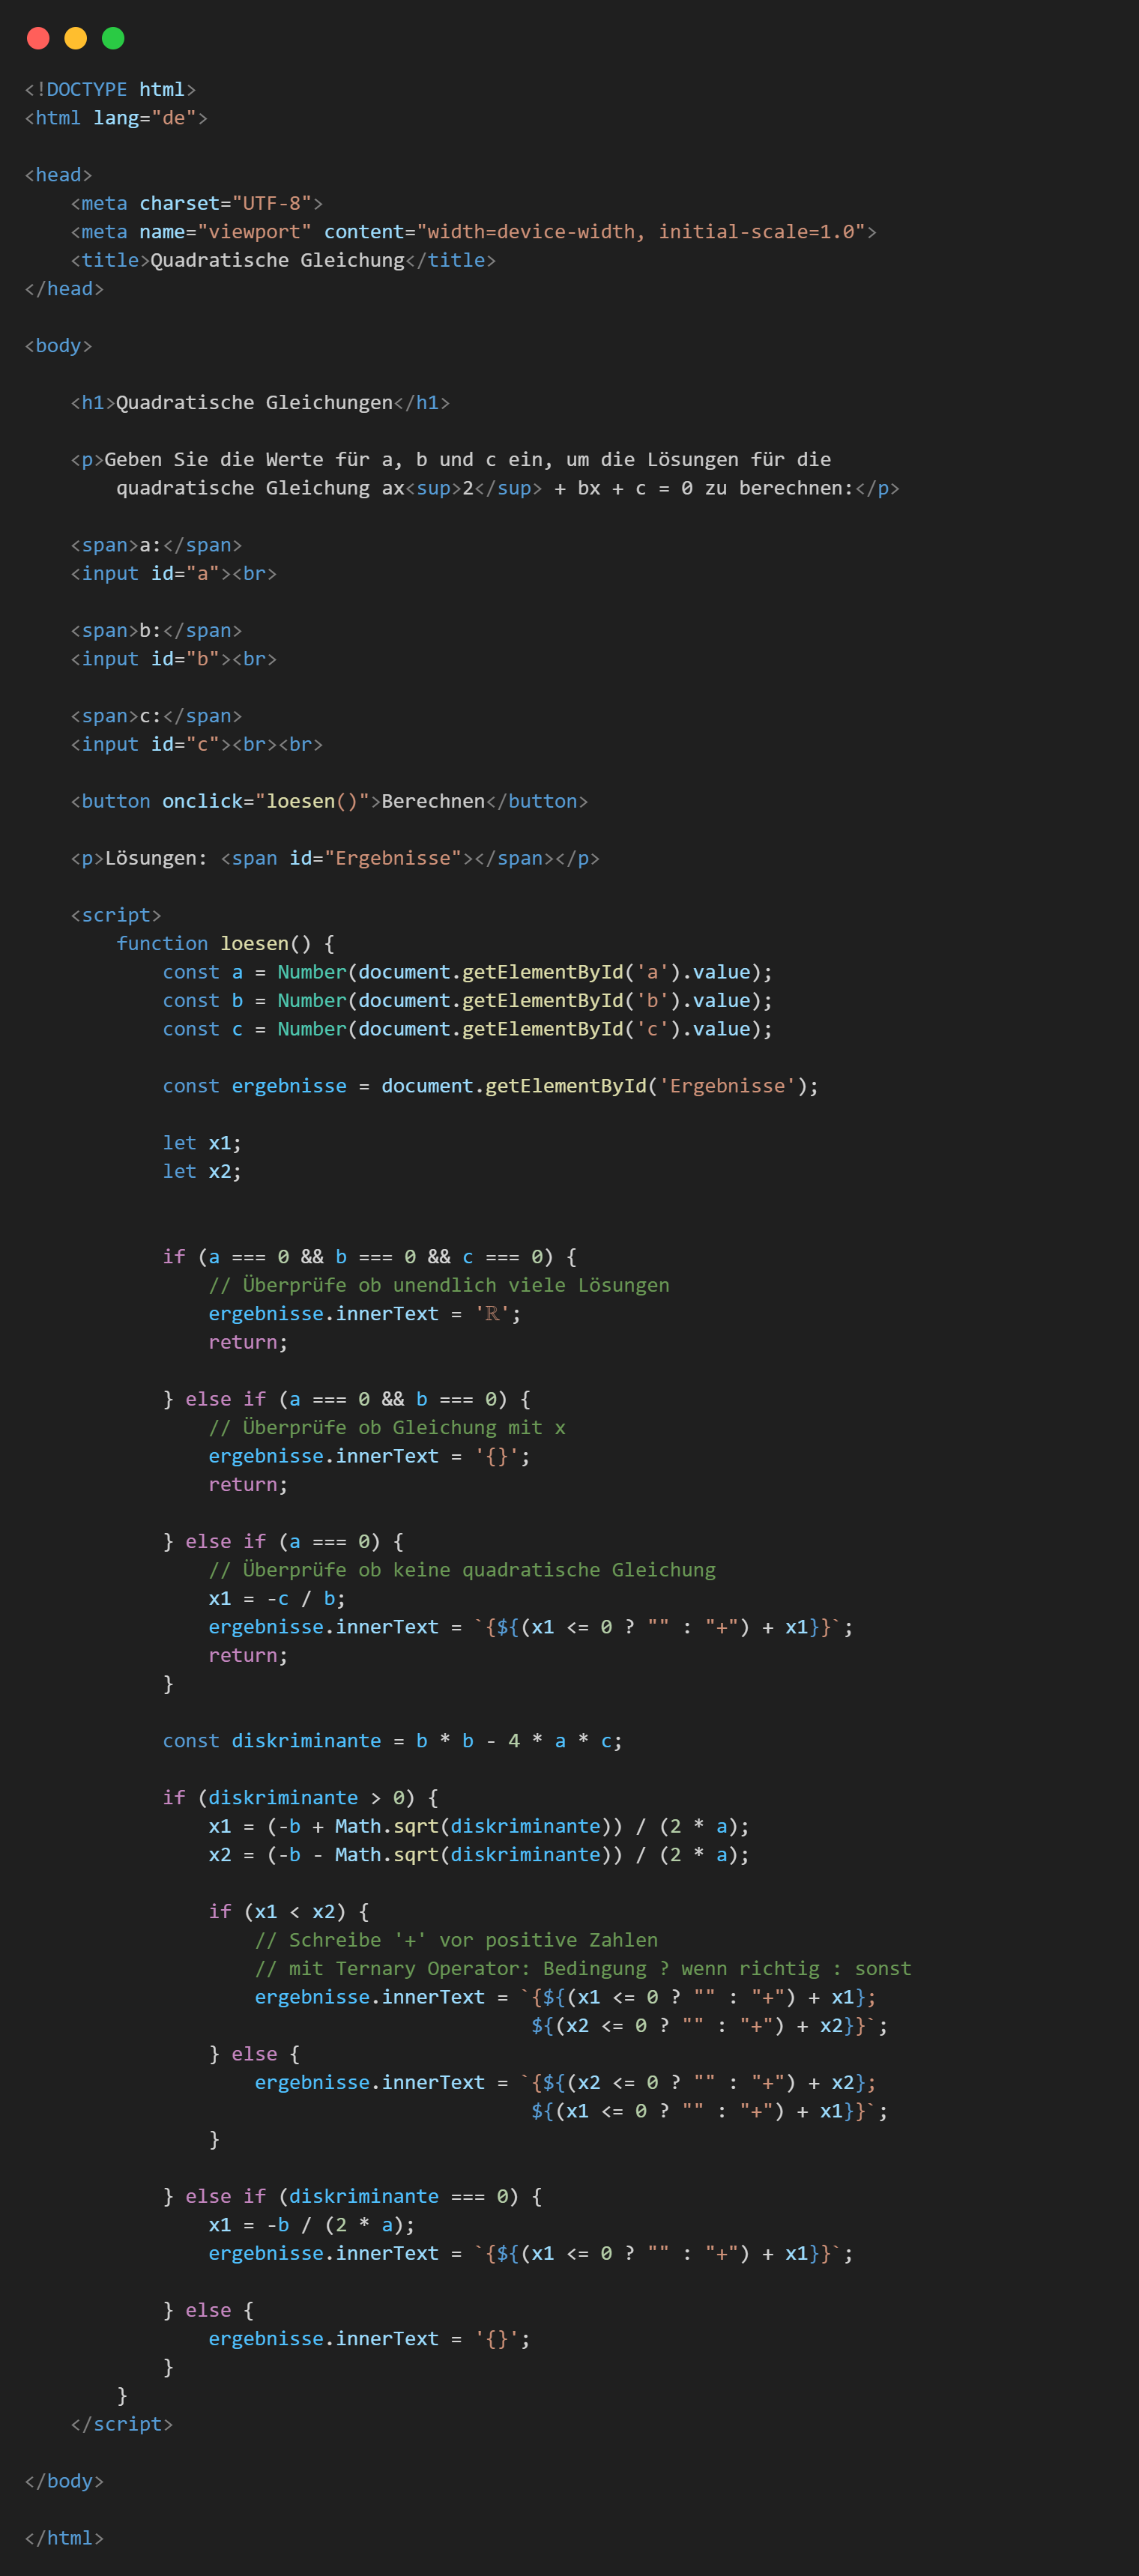 <!DOCTYPE html>
<html lang="de">
<head>
    <meta charset="UTF-8">
    <meta name="viewport" content="width=device-width, initial-scale=1.0">
    <title>Quadratische Gleichung</title>
</head>
<body>
    <h1>Quadratische Gleichungen</h1>
    <p>Geben Sie die Werte für a, b und c ein, um die Lösungen für die
        quadratische Gleichung ax<sup>2</sup> + bx + c = 0 zu berechnen:</p>
    <span>a:</span>
    <input id="a"><br>
    <span>b:</span>
    <input id="b"><br>
    <span>c:</span>
    <input id="c"><br><br>
    <button onclick="loesen()">Berechnen</button>
    <p>Lösungen: <span id="Ergebnisse"></span></p>
    <script>
        function loesen() {
            const a = Number(document.getElementById('a').value);
            const b = Number(document.getElementById('b').value);
            const c = Number(document.getElementById('c').value);
            const ergebnisse = document.getElementById('Ergebnisse');
            let x1;
            let x2;
            if (a === 0 && b === 0 && c === 0) {
                // Überprüfe ob unendlich viele Lösungen
                ergebnisse.innerText = 'ℝ';
                return;
            } else if (a === 0 && b === 0) {
                // Überprüfe ob Gleichung mit x
                ergebnisse.innerText = '{}';
                return;
            } else if (a === 0) {
                // Überprüfe ob keine quadratische Gleichung
                x1 = -c / b;
                ergebnisse.innerText = `{${(x1 <= 0 ? "" : "+") + x1}}`;
                return;
            }
            const diskriminante = b * b - 4 * a * c;
            if (diskriminante > 0) {
                x1 = (-b + Math.sqrt(diskriminante)) / (2 * a);
                x2 = (-b - Math.sqrt(diskriminante)) / (2 * a);
                if (x1 < x2) {
                    // Schreibe '+' vor positive Zahlen
                    // mit Ternary Operator: Bedingung ? wenn richtig : sonst
                    ergebnisse.innerText = `{${(x1 <= 0 ? "" : "+") + x1};
                                            ${(x2 <= 0 ? "" : "+") + x2}}`;
                } else {
                    ergebnisse.innerText = `{${(x2 <= 0 ? "" : "+") + x2};
                                            ${(x1 <= 0 ? "" : "+") + x1}}`;
                }
            } else if (diskriminante === 0) {
                x1 = -b / (2 * a);
                ergebnisse.innerText = `{${(x1 <= 0 ? "" : "+") + x1}}`;
            } else {
                ergebnisse.innerText = '{}';
            }
        }
    </script>
</body>
</html>